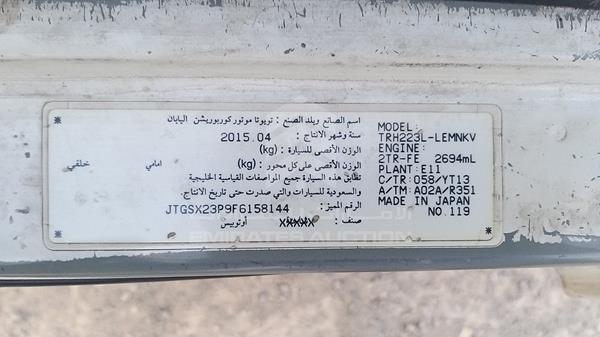 اسم الصانع وبلد الصنع : تويوتا موتور كوربوريشن اليابان
سنة وشهر الانتاج : 2015.04
الوزن الأقصى للسيارة : (kg)
الوزن الأقصى على كل محور : (kg) امامي خلفي
تطابق هذه السيارة جميع المواصفات القياسية الخليجية
والسعودية للسيارات والتي صدرت حتى تاريخ الانتاج.
الرقم المميز: JTGSX23P9F6158144
صنف : XXXXX أوتوبيس
MODEL:
TRH223L-LEMNKV
ENGINE:
2TR-FE 2694mL
PLANT: E11
C/TR: 058/YT13
A/TM: A02A/R351
MADE IN JAPAN
NO.119
EMIRATES AUCTION